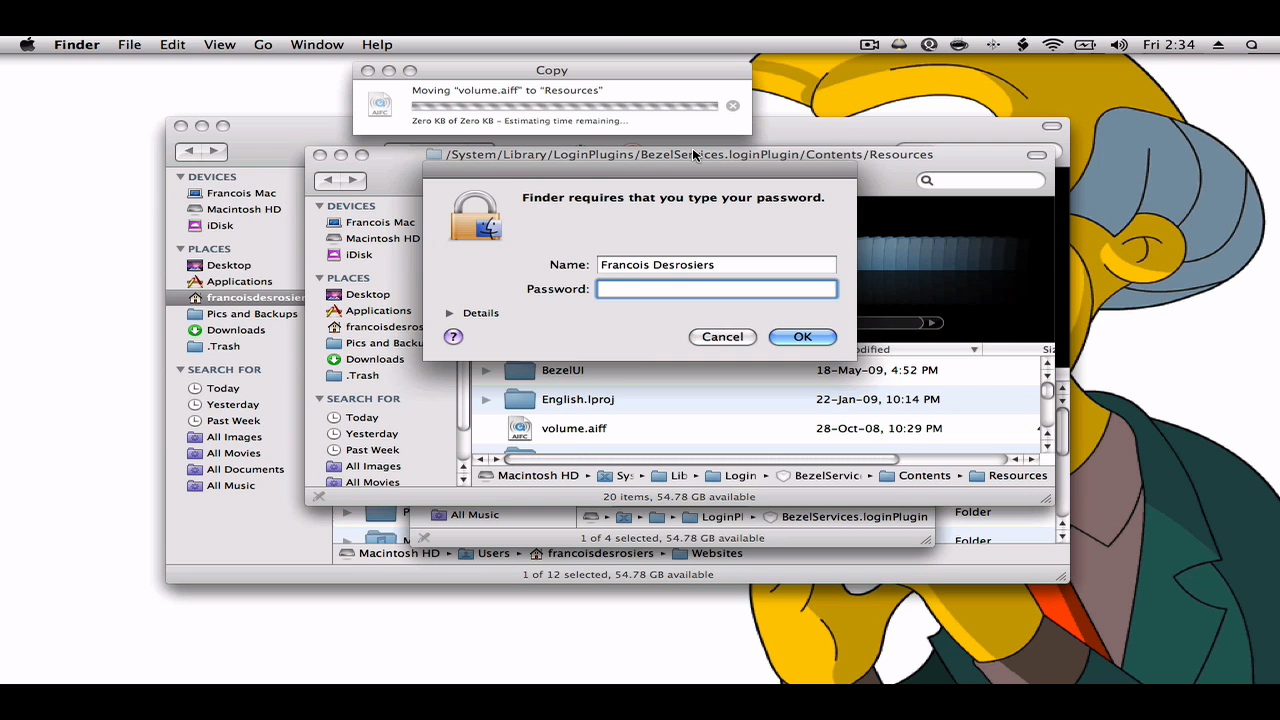 Finder File Edit View Go Window Help Fri 2:34
Copy
Moving “volume.aiff” to “Resources”
AIFC
Zero KB of Zero KB – Estimating time remaining...
DEVICES
Francois Mac
Macintosh HD
iDisk
PLACES
Desktop
Applications
francoisdesrosier
Pics and Backups
Downloads
.Trash
SEARCH FOR
Today
Yesterday
Past Week
All Images
All Movies
All Documents
All Music
/System/Library/LoginPlugins/BezelServices.loginPlugin/Contents/Resources
DEVICES
Francois Mac
Macintosh HD
iDisk
PLACES
Desktop
Applications
francoisdesros
Pics and Backu
Downloads
.Trash
SEARCH FOR
Today
Yesterday
Past Week
All Images
All Movies
Finder requires that you type your password.
Name: Francois Desrosiers
Password:
Details
? Cancel OK
odified Siz
BezelUI 18-May-09, 4:52 PM
English.lproj 22-Jan-09, 10:14 PM
AIFC volume.aiff 28-Oct-08, 10:29 PM
Macintosh HD Sys Lib Login BezelServic Contents Resources
20 items, 54.78 GB available
All Music LoginPl BezelServices.loginPlugin
1 of 4 selected, 54.78 GB available
Folder
Folder
Macintosh HD Users francoisdesrosiers Websites
1 of 12 selected, 54.78 GB available